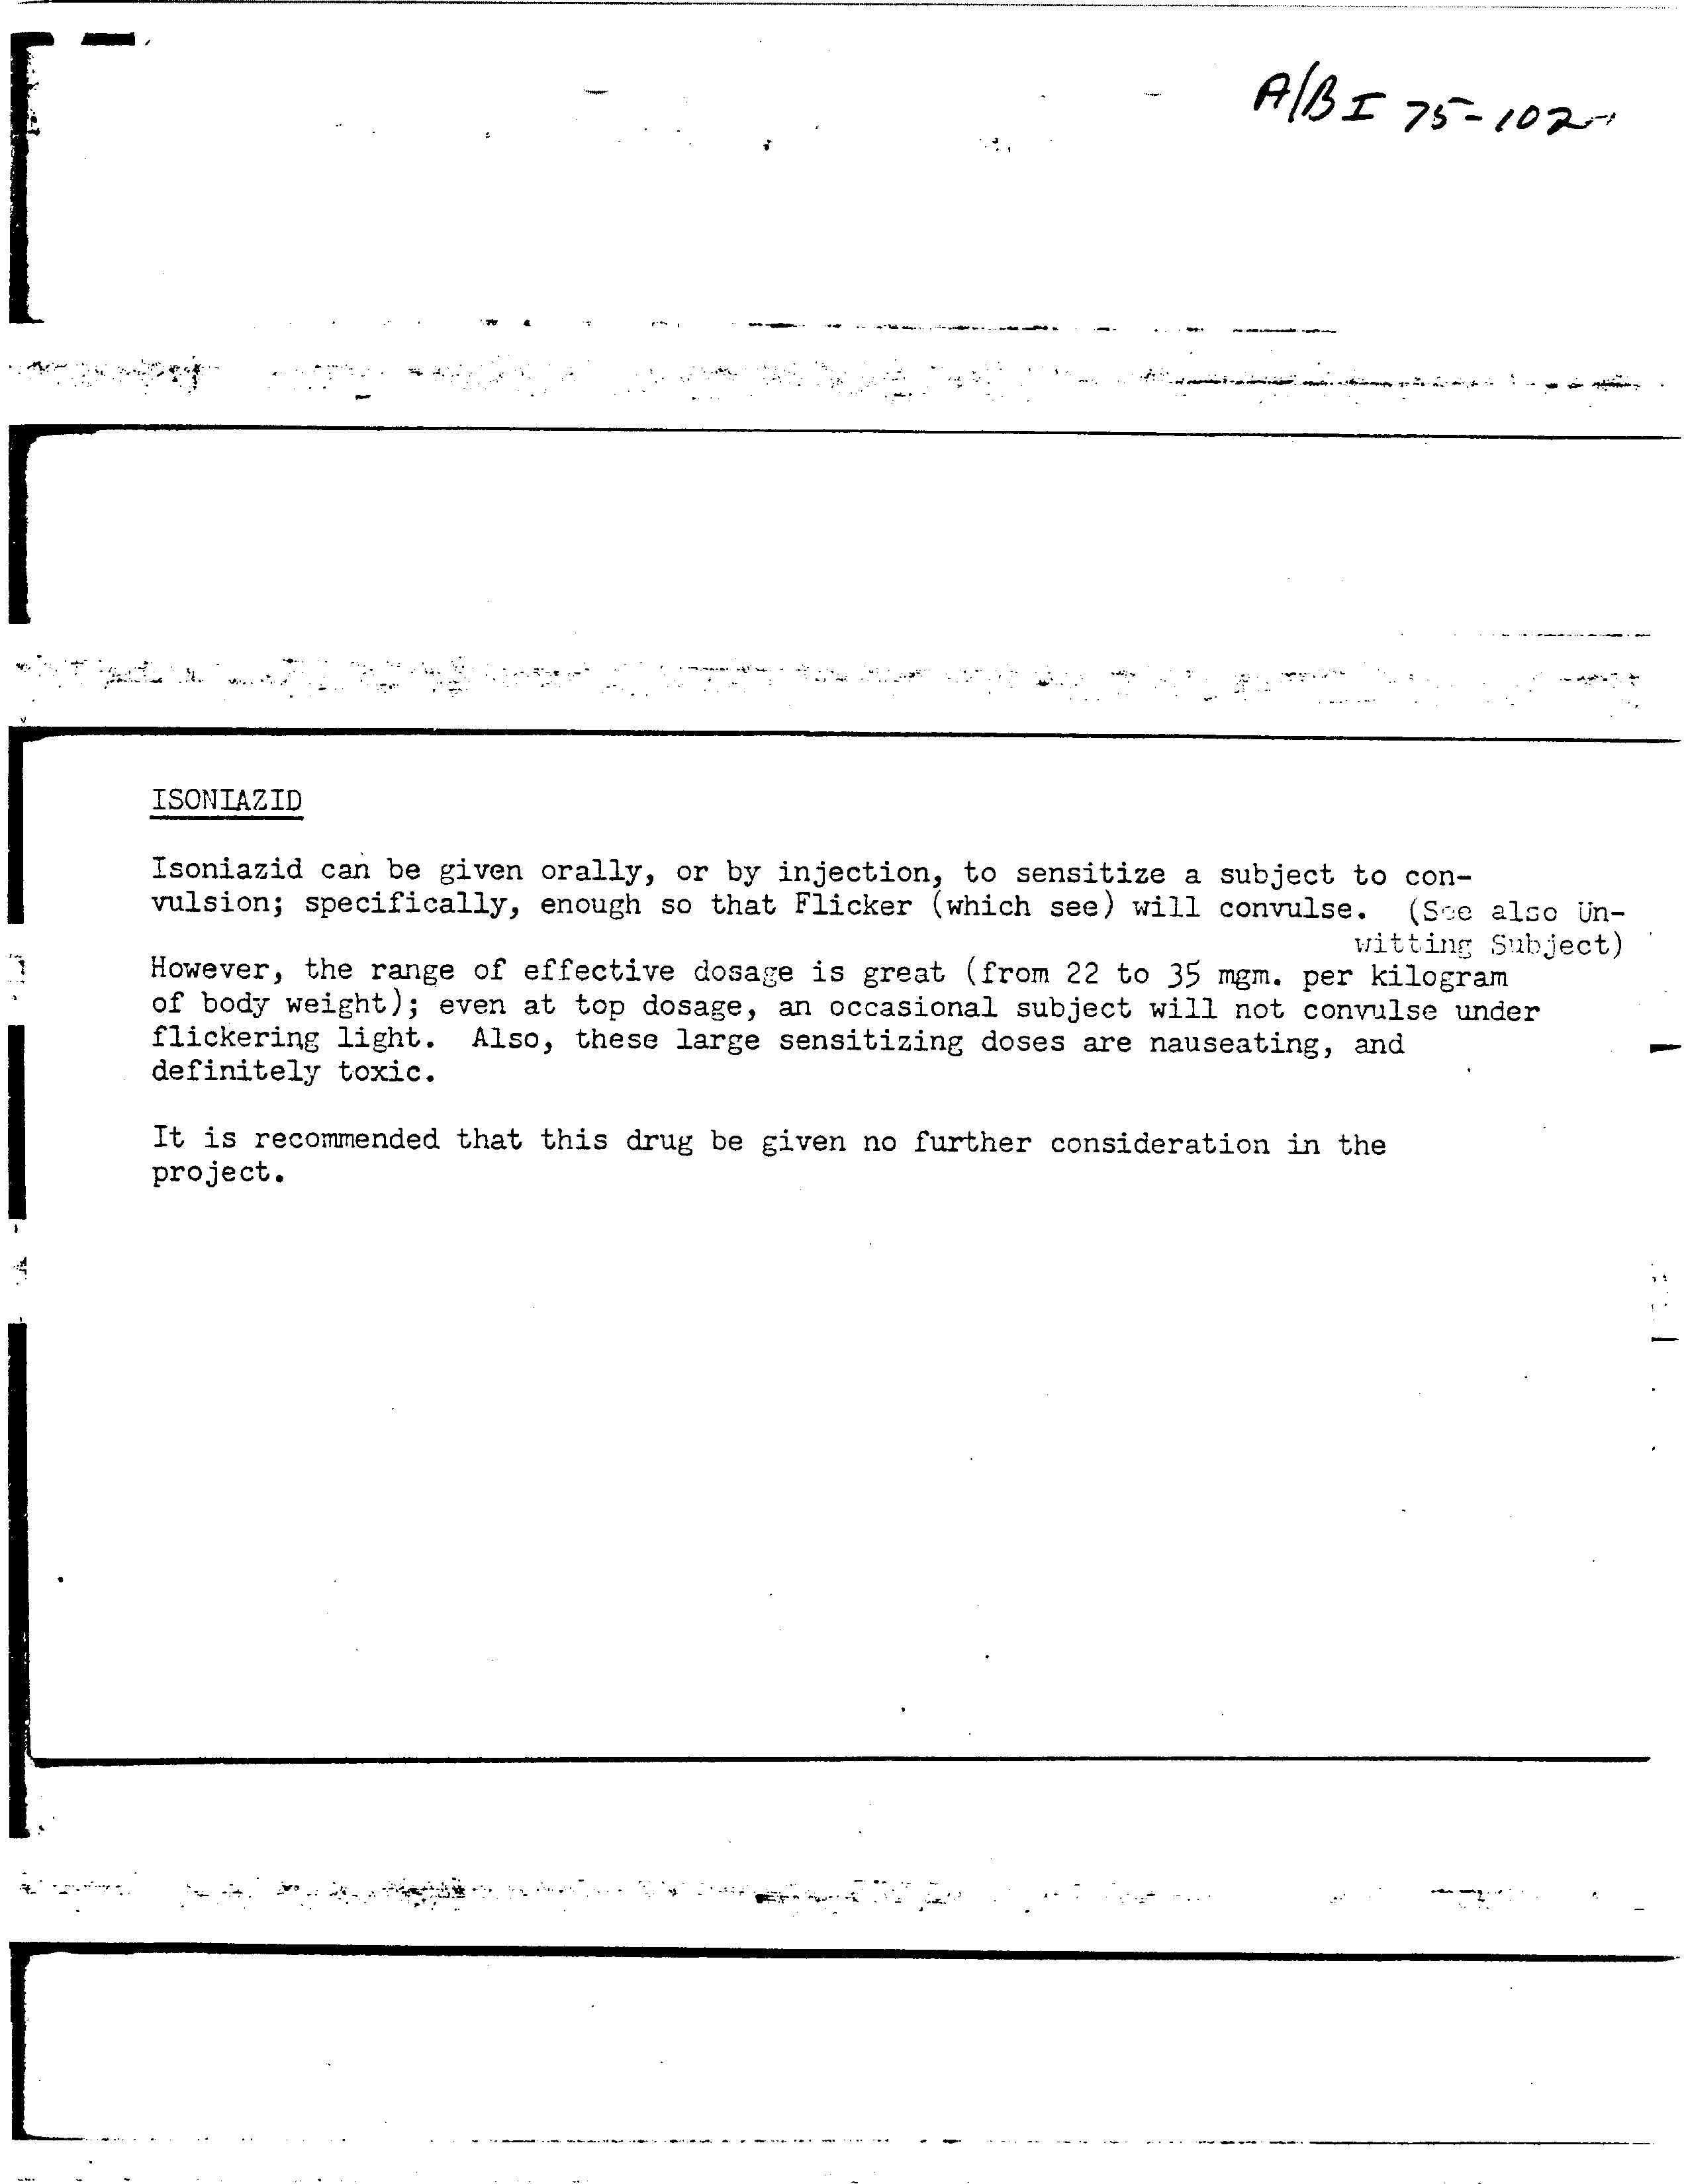 A/B I 75-102
ISONIAZID
Isoniazid can be given orally, or by injection, to sensitize a subject to con-
vulsion; specifically, enough so that Flicker (which see) will convulse. (See also Un-
witting Subject)
However, the range of effective dosage is great (from 22 to 35 mgm. per kilogram
of body weight); even at top dosage, an occasional subject will not convulse under
flickering light. Also, these large sensitizing doses are nauseating, and
definitely toxic.
It is recommended that this drug be given no further consideration in the
project.